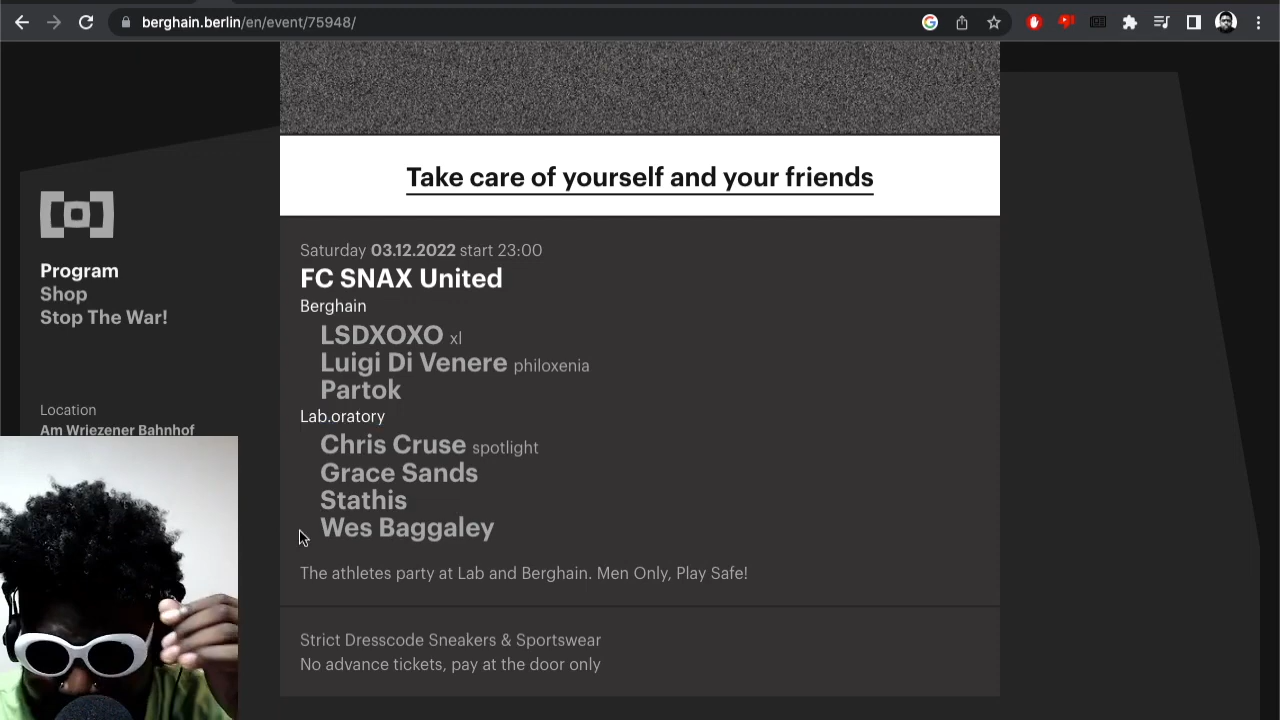 berghain.berlin/en/event/75948/
Take care of yourself and your friends
Program
Shop
Stop The War!
Location
Am Wriezener Bahnhof
Saturday 03.12.2022 start 23:00
FC SNAX United
Berghain
LSDXOXO xl
Luigi Di Venere philoxenia
Partok
Lab.oratory
Chris Cruse spotlight
Grace Sands
Stathis
Wes Baggaley
The athletes party at Lab and Berghain. Men Only, Play Safe!
Strict Dresscode Sneakers & Sportswear
No advance tickets, pay at the door only